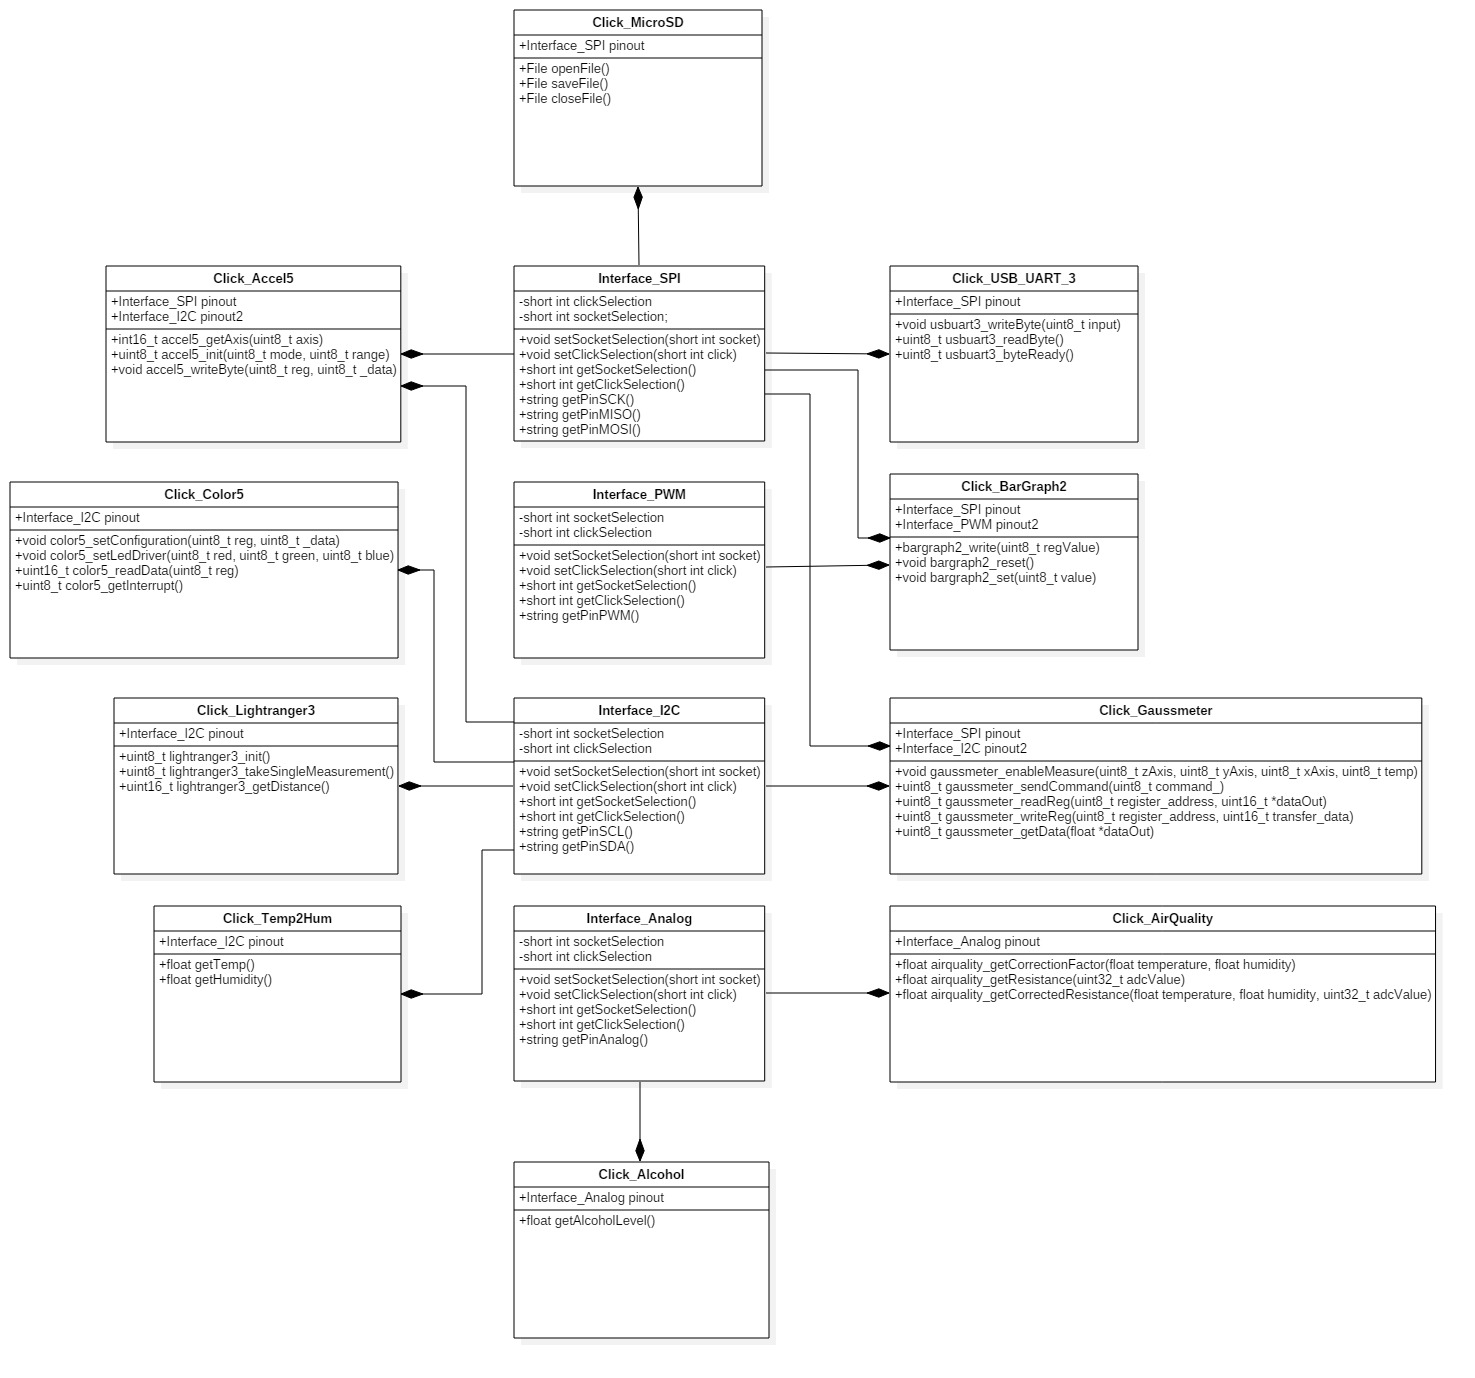 Click_MicroSD
+Interface_SPI pinout
+File openFile()
+File saveFile()
+File closeFile()
Click_Accel5
+Interface_SPI pinout
+Interface_I2C pinout2
+int16_t accel5_getAxis(uint8_t axis)
+uint8_t accel5_init(uint8_t mode, uint8_t range)
+void accel5_writeByte(uint8_t reg, uint8_t _data)
Interface_SPI
-short int clickSelection
-short int socketSelection;
+void setSocketSelection(short int socket)
+void setClickSelection(short int click)
+short int getSocketSelection()
+short int getClickSelection()
+string getPinSCK()
+string getPinMISO()
+string getPinMOSI()
Click_USB_UART_3
+Interface_SPI pinout
+void usbuart3_writeByte(uint8_t input)
+uint8_t usbuart3_readByte()
+uint8_t usbuart3_byteReady()
Click_Color5
+Interface_I2C pinout
+void color5_setConfiguration(uint8_t reg, uint8_t _data)
+void color5_setLedDriver(uint8_t red, uint8_t green, uint8_t blue)
+uint16_t color5_readData(uint8_t reg)
+uint8_t color5_getInterrupt()
Interface_PWM
-short int socketSelection
-short int clickSelection
+void setSocketSelection(short int socket)
+void setClickSelection(short int click)
+short int getSocketSelection()
+short int getClickSelection()
+string getPinPWM()
Click_BarGraph2
+Interface_SPI pinout
+Interface_PWM pinout2
+bargraph2_write(uint8_t regValue)
+void bargraph2_reset()
+void bargraph2_set(uint8_t value)
Click_Lightranger3
+Interface_I2C pinout
+uint8_t lightranger3_init()
+uint8_t lightranger3_takeSingleMeasurement()
+uint16_t lightranger3_getDistance()
Interface_I2C
-short int socketSelection
-short int clickSelection
+void setSocketSelection(short int socket)
+void setClickSelection(short int click)
+short int getSocketSelection()
+short int getClickSelection()
+string getPinSCL()
+string getPinSDA()
Click_Gaussmeter
+Interface_SPI pinout
+Interface_I2C pinout2
+void gaussmeter_enableMeasure(uint8_t zAxis, uint8_t yAxis, uint8_t xAxis, uint8_t temp)
+uint8_t gaussmeter_sendCommand(uint8_t command_)
+uint8_t gaussmeter_readReg(uint8_t register_address, uint16_t *dataOut)
+uint8_t gaussmeter_writeReg(uint8_t register_address, uint16_t transfer_data)
+uint8_t gaussmeter_getData(float *dataOut)
Click_Temp2Hum
+Interface_I2C pinout
+float getTemp()
+float getHumidity()
Interface_Analog
-short int socketSelection
-short int clickSelection
+void setSocketSelection(short int socket)
+void setClickSelection(short int click)
+short int getSocketSelection()
+short int getClickSelection()
+string getPinAnalog()
Click_AirQuality
+Interface_Analog pinout
+float airquality_getCorrectionFactor(float temperature, float humidity)
+float airquality_getResistance(uint32_t adcValue)
+float airquality_getCorrectedResistance(float temperature, float humidity, uint32_t adcValue)
Click_Alcohol
+Interface_Analog pinout
+float getAlcoholLevel()